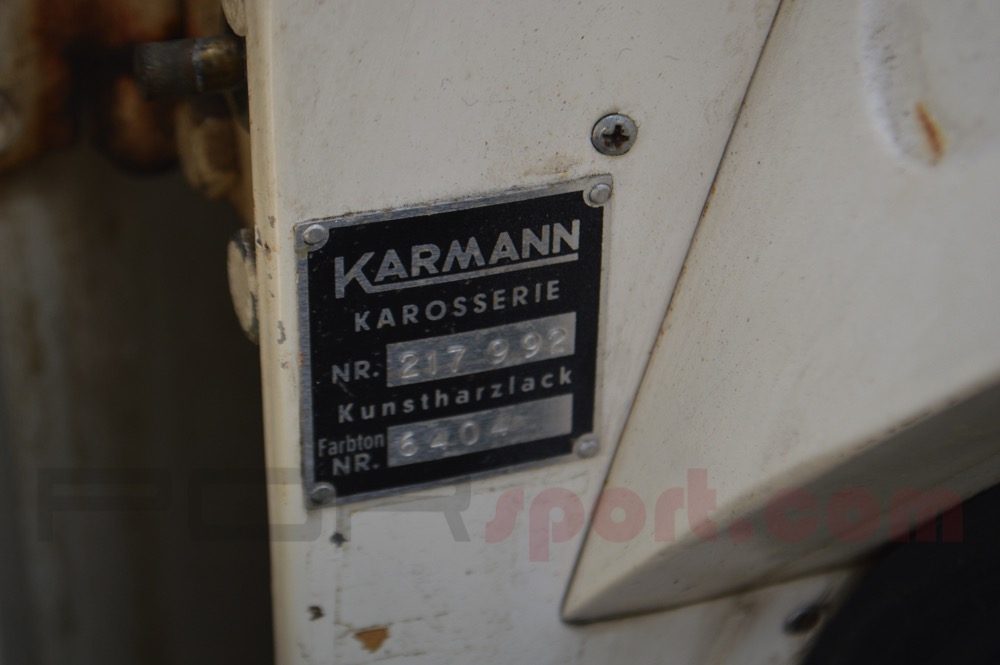 KARMANN
KAROSSERIE
NR. 217 992
Kunstharzlack
Farbton NR. 6404
PORsport.com